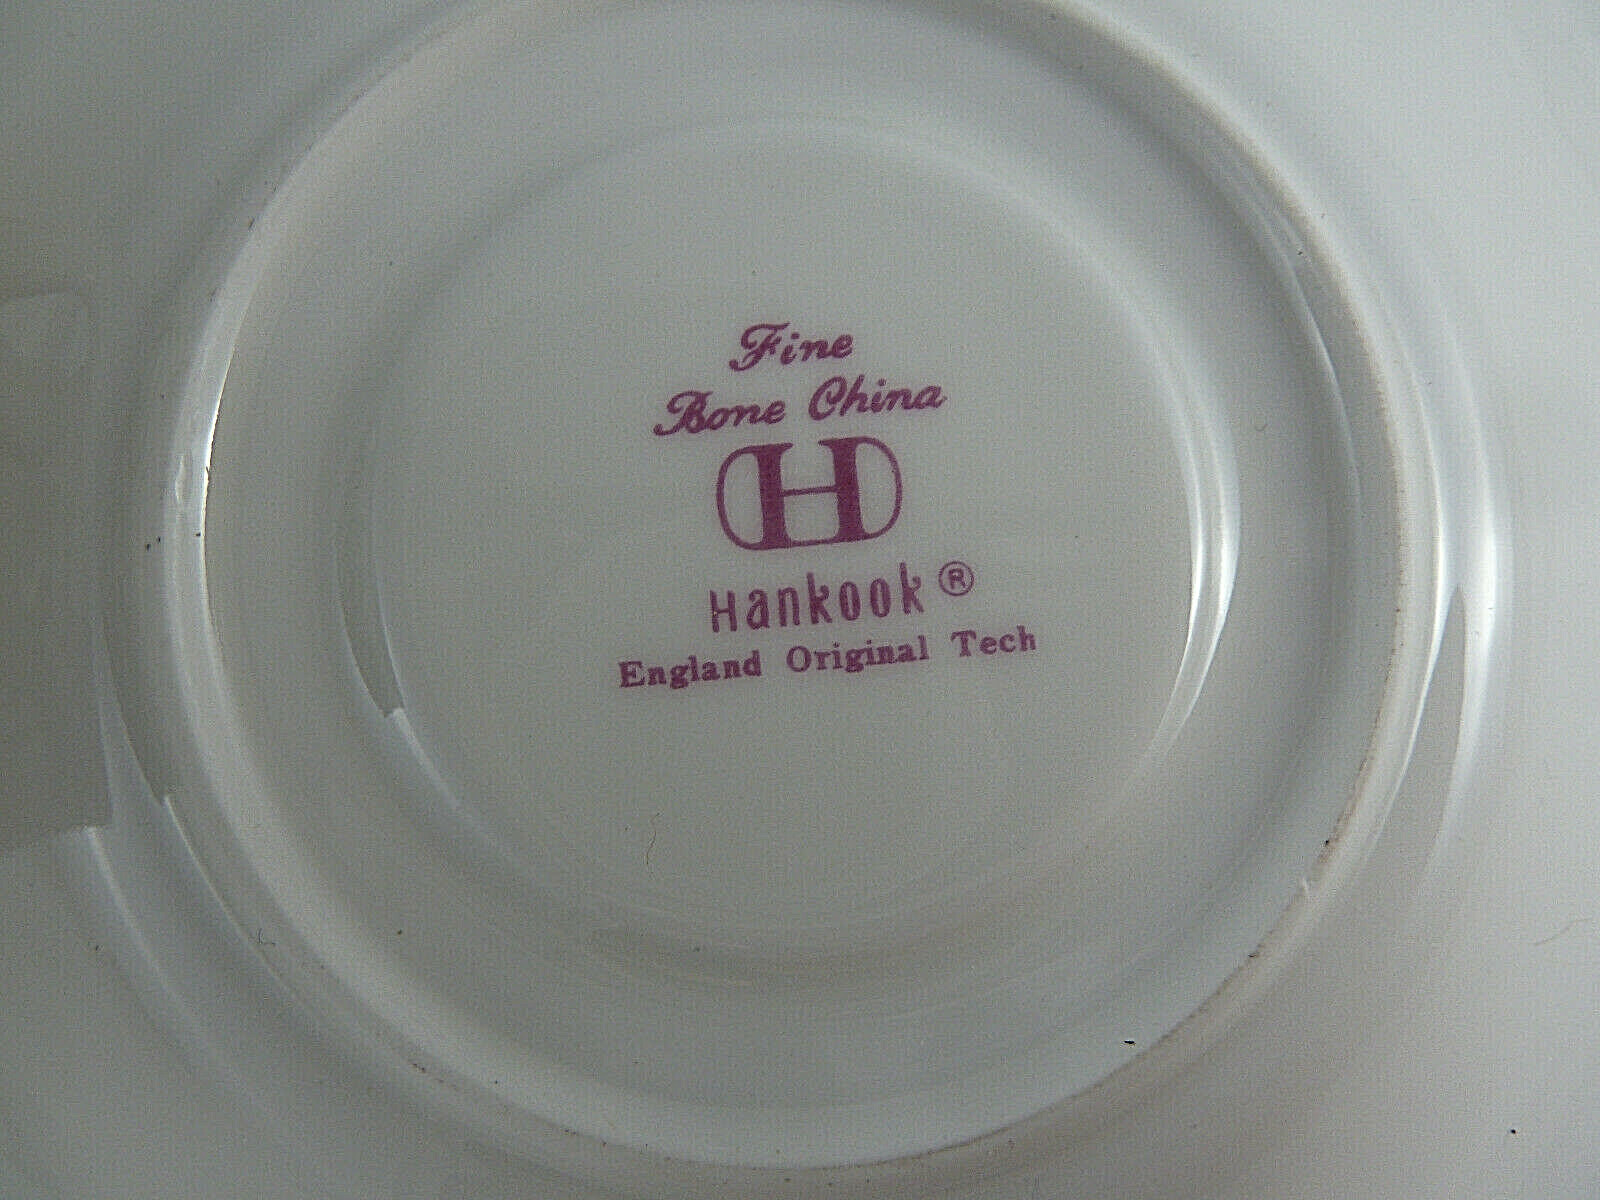 Fine
Bone China
H
Hankook ®
England Original Tech